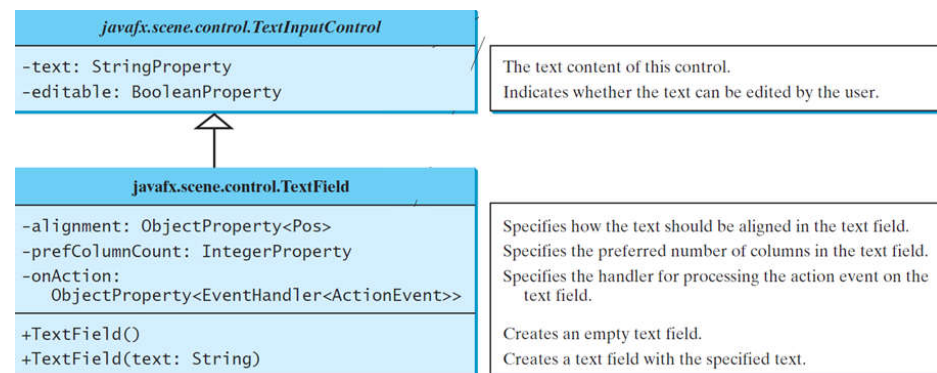 javafx.scene.control.TextInputControl
-text: StringProperty
-editable: BooleanProperty
The text content of this control.
Indicates whether the text can be edited by the user.
javafx.scene.control.TextField
-alignment: ObjectProperty<Pos>
-prefColumnCount: IntegerProperty
-onAction:
ObjectProperty<EventHandler<ActionEvent>>
+TextField()
+TextField(text: String)
Specifies how the text should be aligned in the text field.
Specifies the preferred number of columns in the text field.
Specifies the handler for processing the action event on the
text field.
Creates an empty text field.
Creates a text field with the specified text.